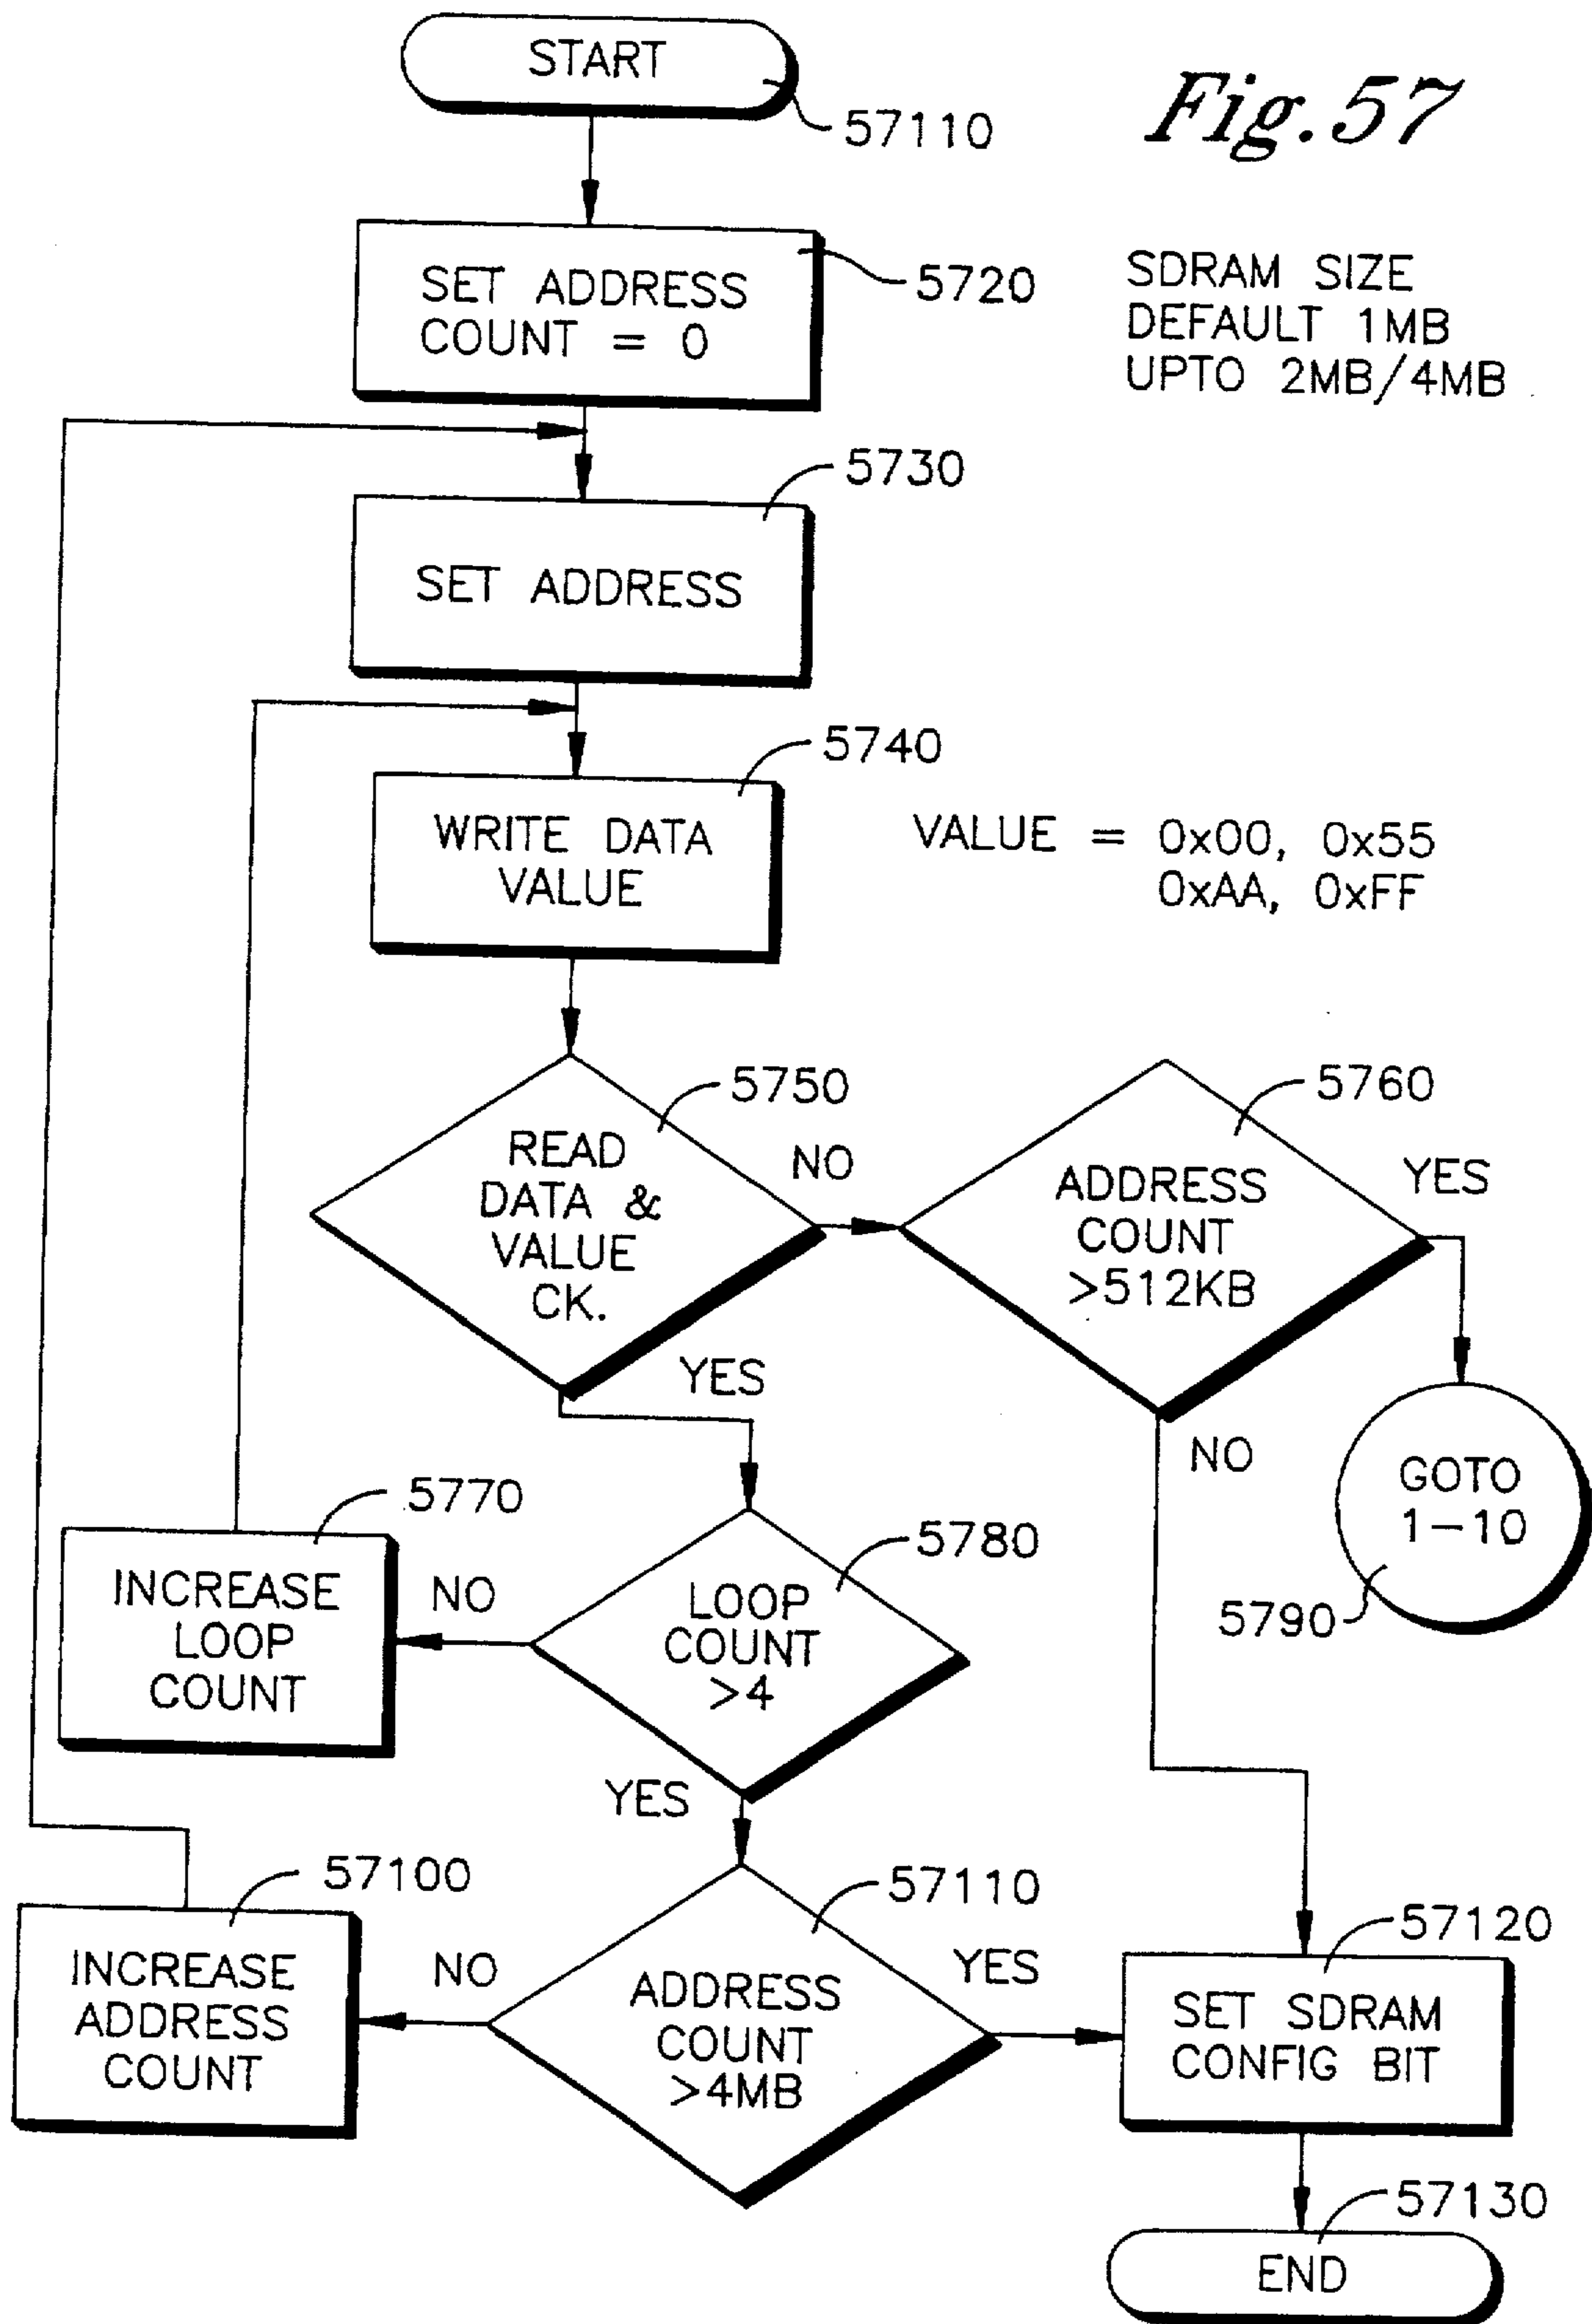 START
57110
Fig. 57
SET ADDRESS
COUNT = 0
5720
SDRAM SIZE
DEFAULT 1MB
UPTO 2MB/4MB
5730
SET ADDRESS
5740
WRITE DATA
VALUE
VALUE = 0x00, 0x55
0xAA, 0xFF
5750
READ
DATA &
VALUE
CK.
NO
YES
5760
ADDRESS
COUNT
>512KB
YES
NO
GOTO
1-10
5790
5770
INCREASE
LOOP
COUNT
NO
5780
LOOP
COUNT
>4
YES
57100
INCREASE
ADDRESS
COUNT
NO
57110
ADDRESS
COUNT
>4MB
YES
57120
SET SDRAM
CONFIG BIT
57130
END